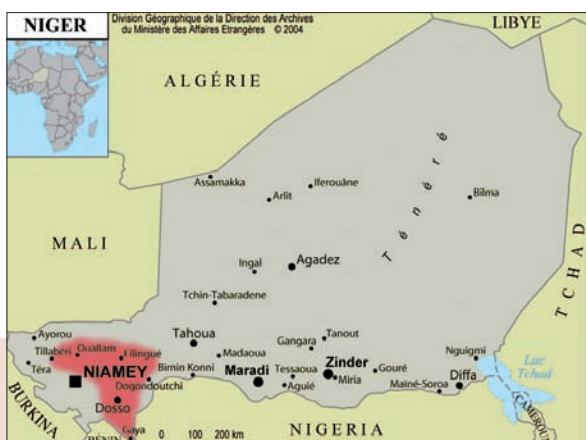 NIGER
Division Géographique de la Direction des Archives
du Ministère des Affaires Etrangères © 2004
LIBYE
ALGÉRIE
Assamakka
Iferouâne
Arlit
Bilma
Ténéré
MALI
TCHAD
Ingal
Agadez
Tchin-Tabaradene
Ayorou
Tahoua
Tanout
Gangara
Nguigmi
Tillabéri
Ouallam
Filingué
Madaoua
Téra
NIAMEY
Birnin Konni
Maradi
Tessaoua
Zinder
Gouré
Lac
Tchad
Dogondoutchi
Aguié
Miria
Maïné-Soroa
Diffa
Dosso
BURKINA
Gaya
BÉNIN
0 100 200 km
NIGERIA
CAMEROUN